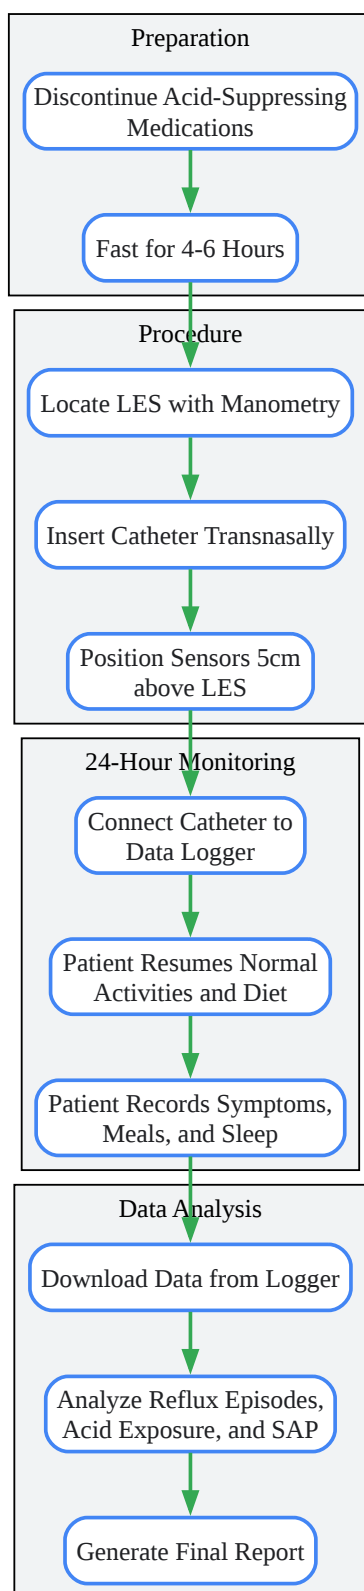 Preparation
Discontinue Acid-Suppressing
Medications
Fast for 4-6 Hours
Procedure
Locate LES with Manometry
Insert Catheter Transnasally
Position Sensors 5cm
above LES
24-Hour Monitoring
Connect Catheter to
Data Logger
Patient Resumes Normal
Activities and Diet
Patient Records Symptoms,
Meals, and Sleep
Data Analysis
Download Data from Logger
Analyze Reflux Episodes,
Acid Exposure, and SAP
Generate Final Report